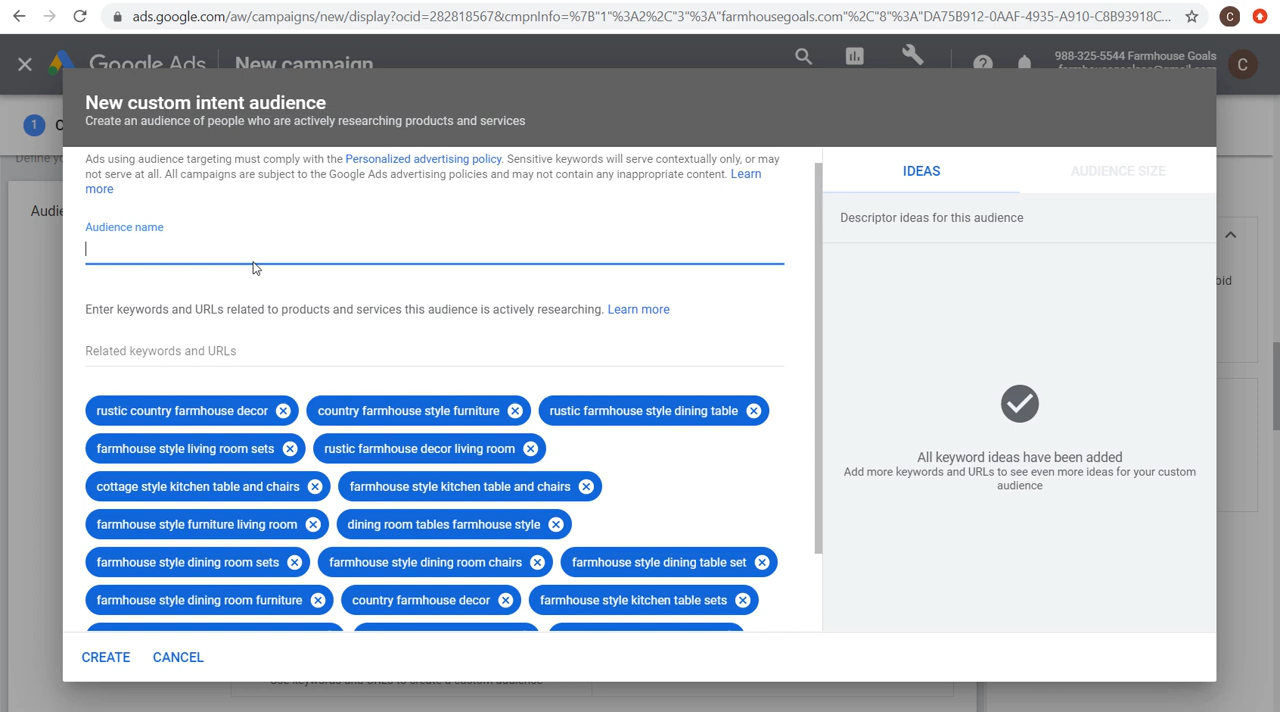 ads.google.com/aw/campaigns/new/display?ocid=282818567&cmpnInfo=%7B"1"%3A2%2C"3"%3A"farmhousegoals.com"%2C"8"%3A"DA75B912-0AAF-4935-A910-C8B93918C...
C
Google Ads
New campaign
988-325-5544 Farmhouse Goals
C
New custom intent audience
Create an audience of people who are actively researching products and services
1
Ads using audience targeting must comply with the Personalized advertising policy. Sensitive keywords will serve contextually only, or may
not serve at all. All campaigns are subject to the Google Ads advertising policies and may not contain any inappropriate content. Learn
more
Audience name
Enter keywords and URLs related to products and services this audience is actively researching. Learn more
Related keywords and URLs
rustic country farmhouse decor
country farmhouse style furniture
rustic farmhouse style dining table
farmhouse style living room sets
rustic farmhouse decor living room
cottage style kitchen table and chairs
farmhouse style kitchen table and chairs
farmhouse style furniture living room
dining room tables farmhouse style
farmhouse style dining room sets
farmhouse style dining room chairs
farmhouse style dining table set
farmhouse style dining room furniture
country farmhouse decor
farmhouse style kitchen table sets
CREATE
CANCEL
IDEAS
AUDIENCE SIZE
Descriptor ideas for this audience
All keyword ideas have been added
Add more keywords and URLs to see even more ideas for your custom
audience
Audie
bid